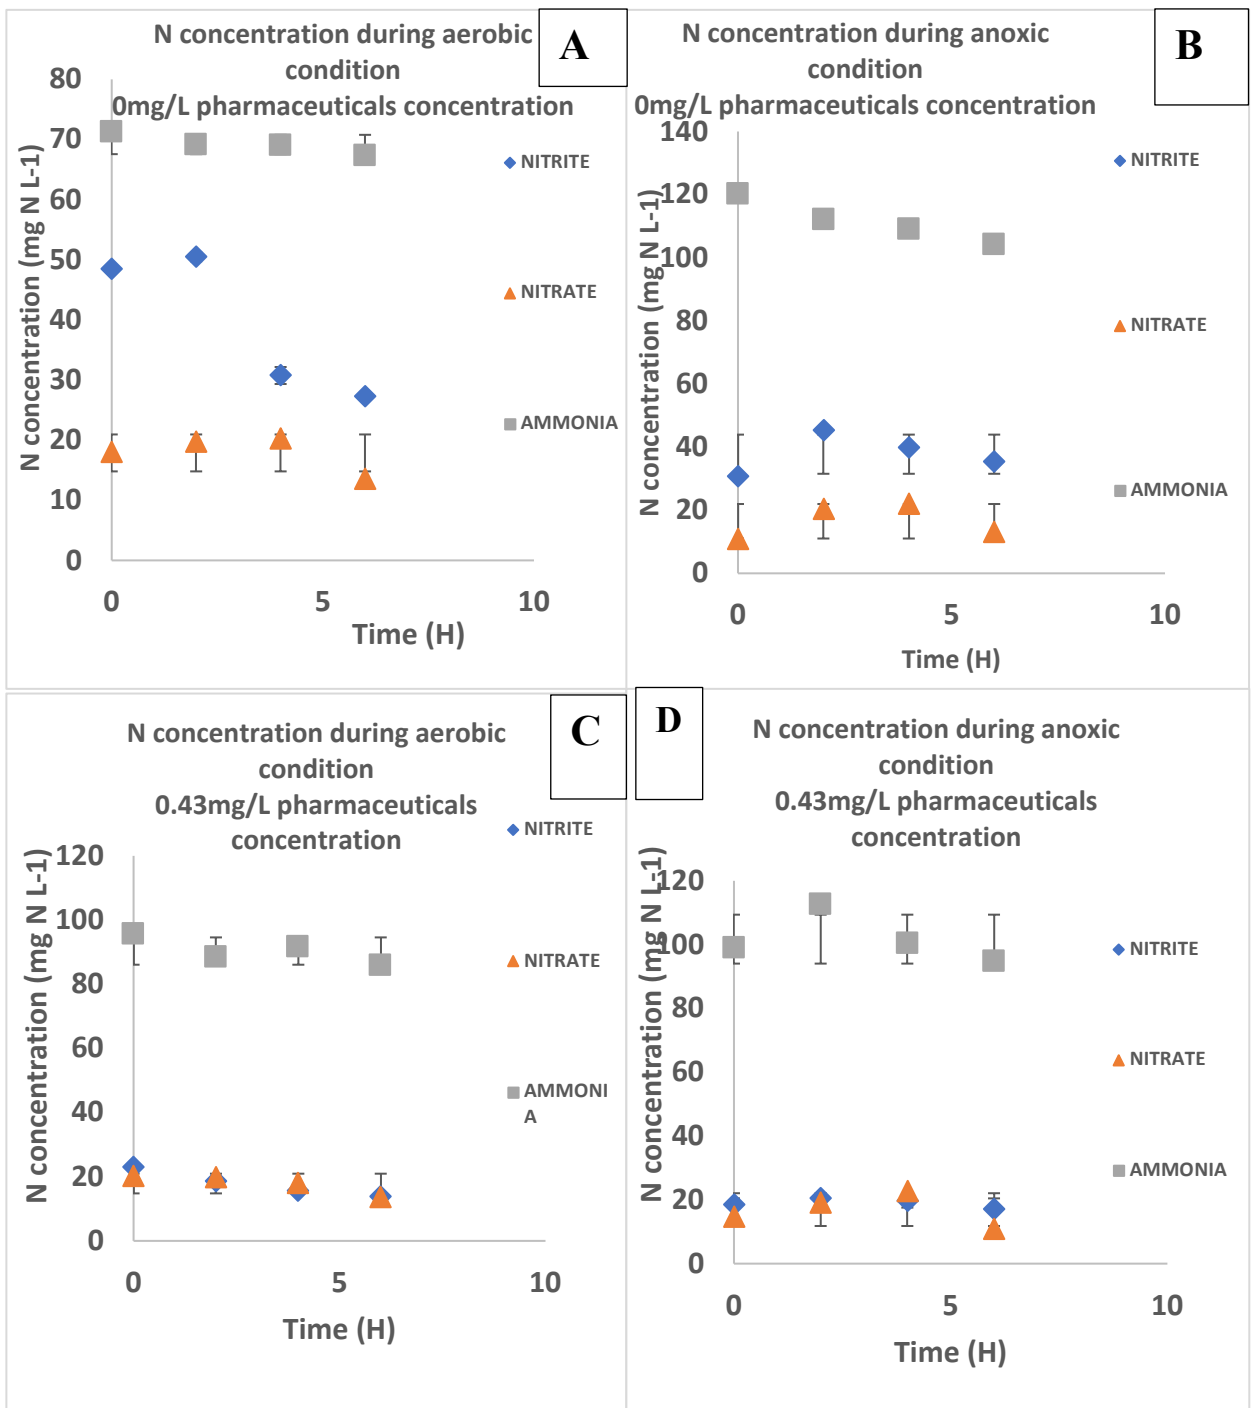 N concentration during aerobic
condition
0mg/L pharmaceuticals concentration
A
N concentration (mg N L-1)
80
70
60
50
40
30
20
10
0
0
5
10
Time (H)
NITRITE
NITRATE
AMMONIA
N concentration during anoxic
condition
0mg/L pharmaceuticals concentration
B
N concentration (mg N L-1)
140
120
100
80
60
40
20
0
0
5
10
Time (H)
NITRITE
NITRATE
AMMONIA
N concentration during aerobic
condition
0.43mg/L pharmaceuticals
concentration
C
N concentration (mg N L-1)
120
100
80
60
40
20
0
0
5
10
Time (H)
NITRITE
NITRATE
AMMONI
A
D
N concentration during anoxic
condition
0.43mg/L pharmaceuticals
concentration
N concentration (mg N L-1)
120
100
80
60
40
20
0
0
5
10
Time (H)
NITRITE
NITRATE
AMMONIA